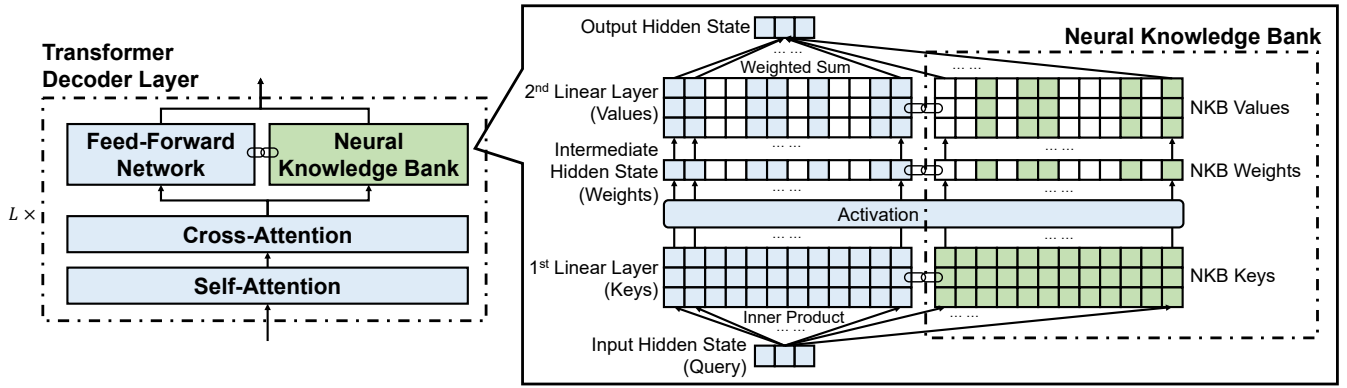 Transformer
Decoder Layer
Feed-Forward
Network
Neural
Knowledge Bank
L ×
Cross-Attention
Self-Attention
Output Hidden State
... ...
Weighted Sum
... ...
Neural Knowledge Bank
2nd Linear Layer
(Values)
NKB Values
... ...
... ...
Intermediate
Hidden State
(Weights)
NKB Weights
... ...
... ...
Activation
... ...
... ...
1st Linear Layer
(Keys)
NKB Keys
Inner Product
... ...
... ...
Input Hidden State
(Query)